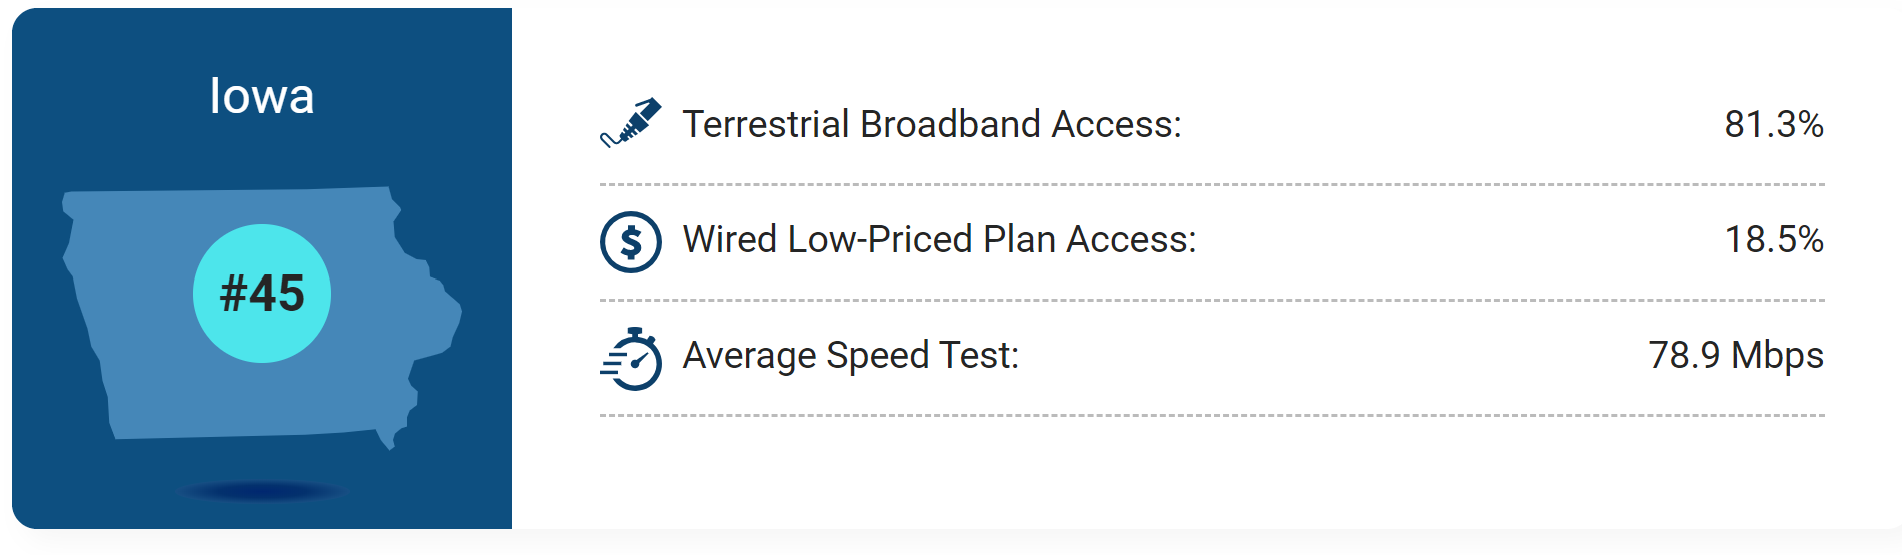 Iowa
#45
Terrestrial Broadband Access: 81.3%
Wired Low-Priced Plan Access: 18.5%
Average Speed Test: 78.9 Mbps